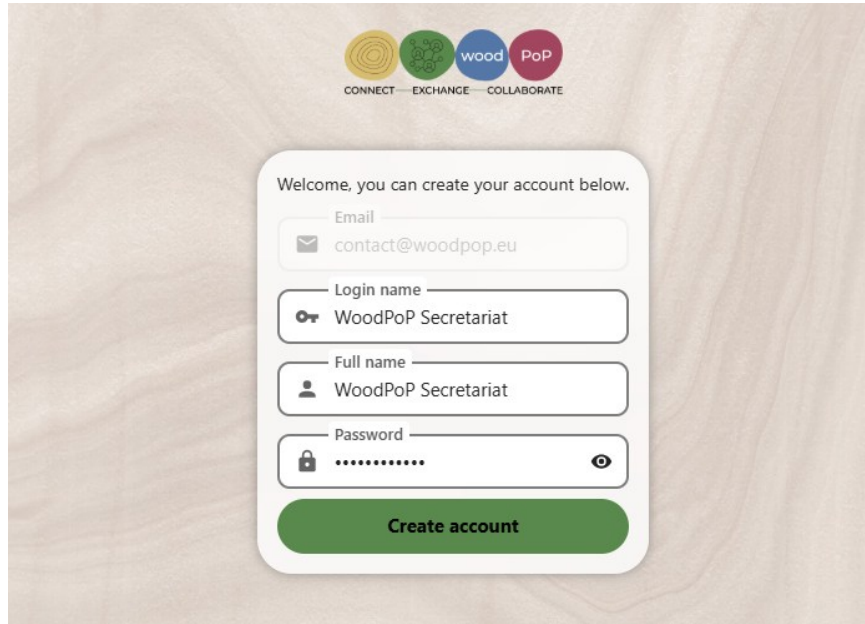 wood PoP
CONNECT EXCHANGE COLLABORATE
Welcome, you can create your account below.
Email
contact@woodpop.eu
Login name
WoodPoP Secretariat
Full name
WoodPoP Secretariat
Password
••••••••••••
Create account